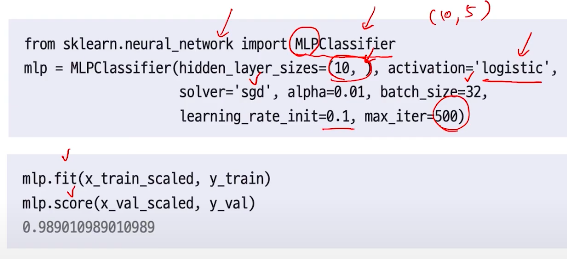 (10, 5)
from sklearn.neural_network import MLPClassifier
mlp = MLPClassifier(hidden_layer_sizes=(10, ), activation='logistic',
solver='sgd', alpha=0.01, batch_size=32,
learning_rate_init=0.1, max_iter=500)
mlp.fit(x_train_scaled, y_train)
mlp.score(x_val_scaled, y_val)
0.989010989010989